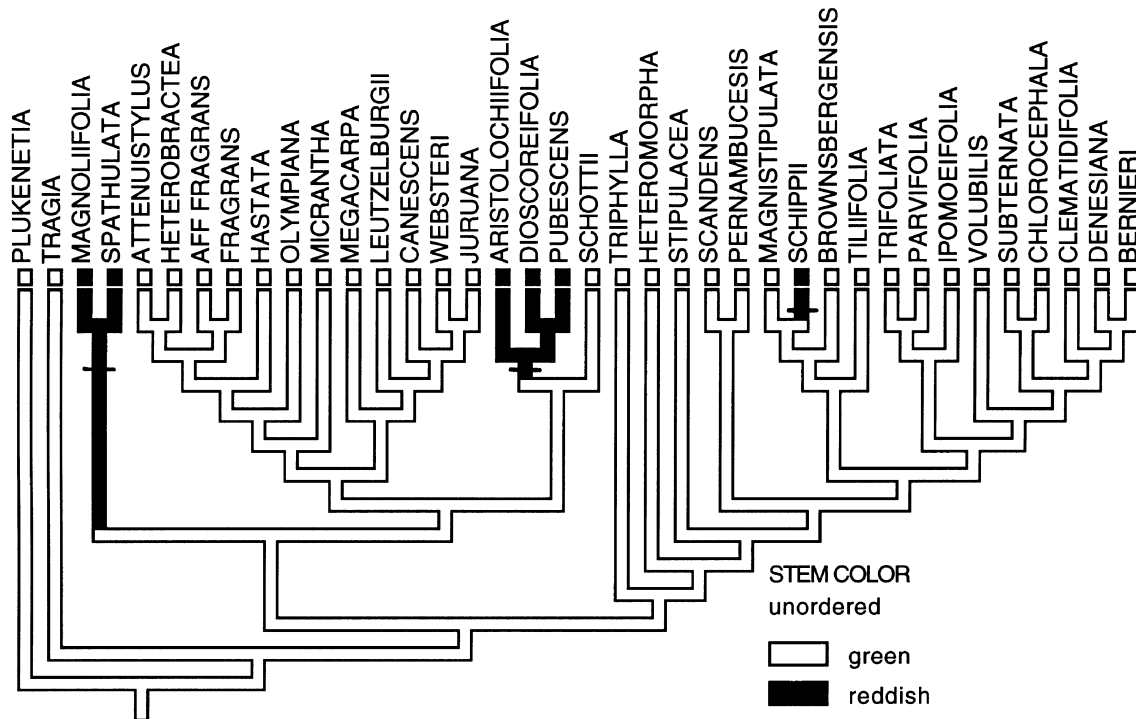 PLUKENETIA
TRAGIA
MAGNOLIIFOLIA
SPATHULATA
ATTENUISTYLUS
HETEROBRACTEA
AFF FRAGRANS
FRAGRANS
HASTATA
OLYMPIANA
MICRANTHA
MEGACARPA
LEUTZELBURGII
CANESCENS
WEBSTERI
JURUANA
ARISTOLOCHIIFOLIA
DIOSCOREIFOLIA
PUBESCENS
SCHOTTII
TRIPHYLLA
HETEROMORPHA
STIPULACEA
SCANDENS
PERNAMBUCESIS
MAGNISTIPULATA
SCHIPPII
BROWNSBERGENSIS
TILIIFOLIA
TRIFOLIATA
PARVIFOLIA
IPOMOEIFOLIA
VOLUBILIS
SUBTERNATA
CHLOROCEPHALA
CLEMATIDIFOLIA
DENESIANA
BERNIERI
STEM COLOR
unordered
green
reddish